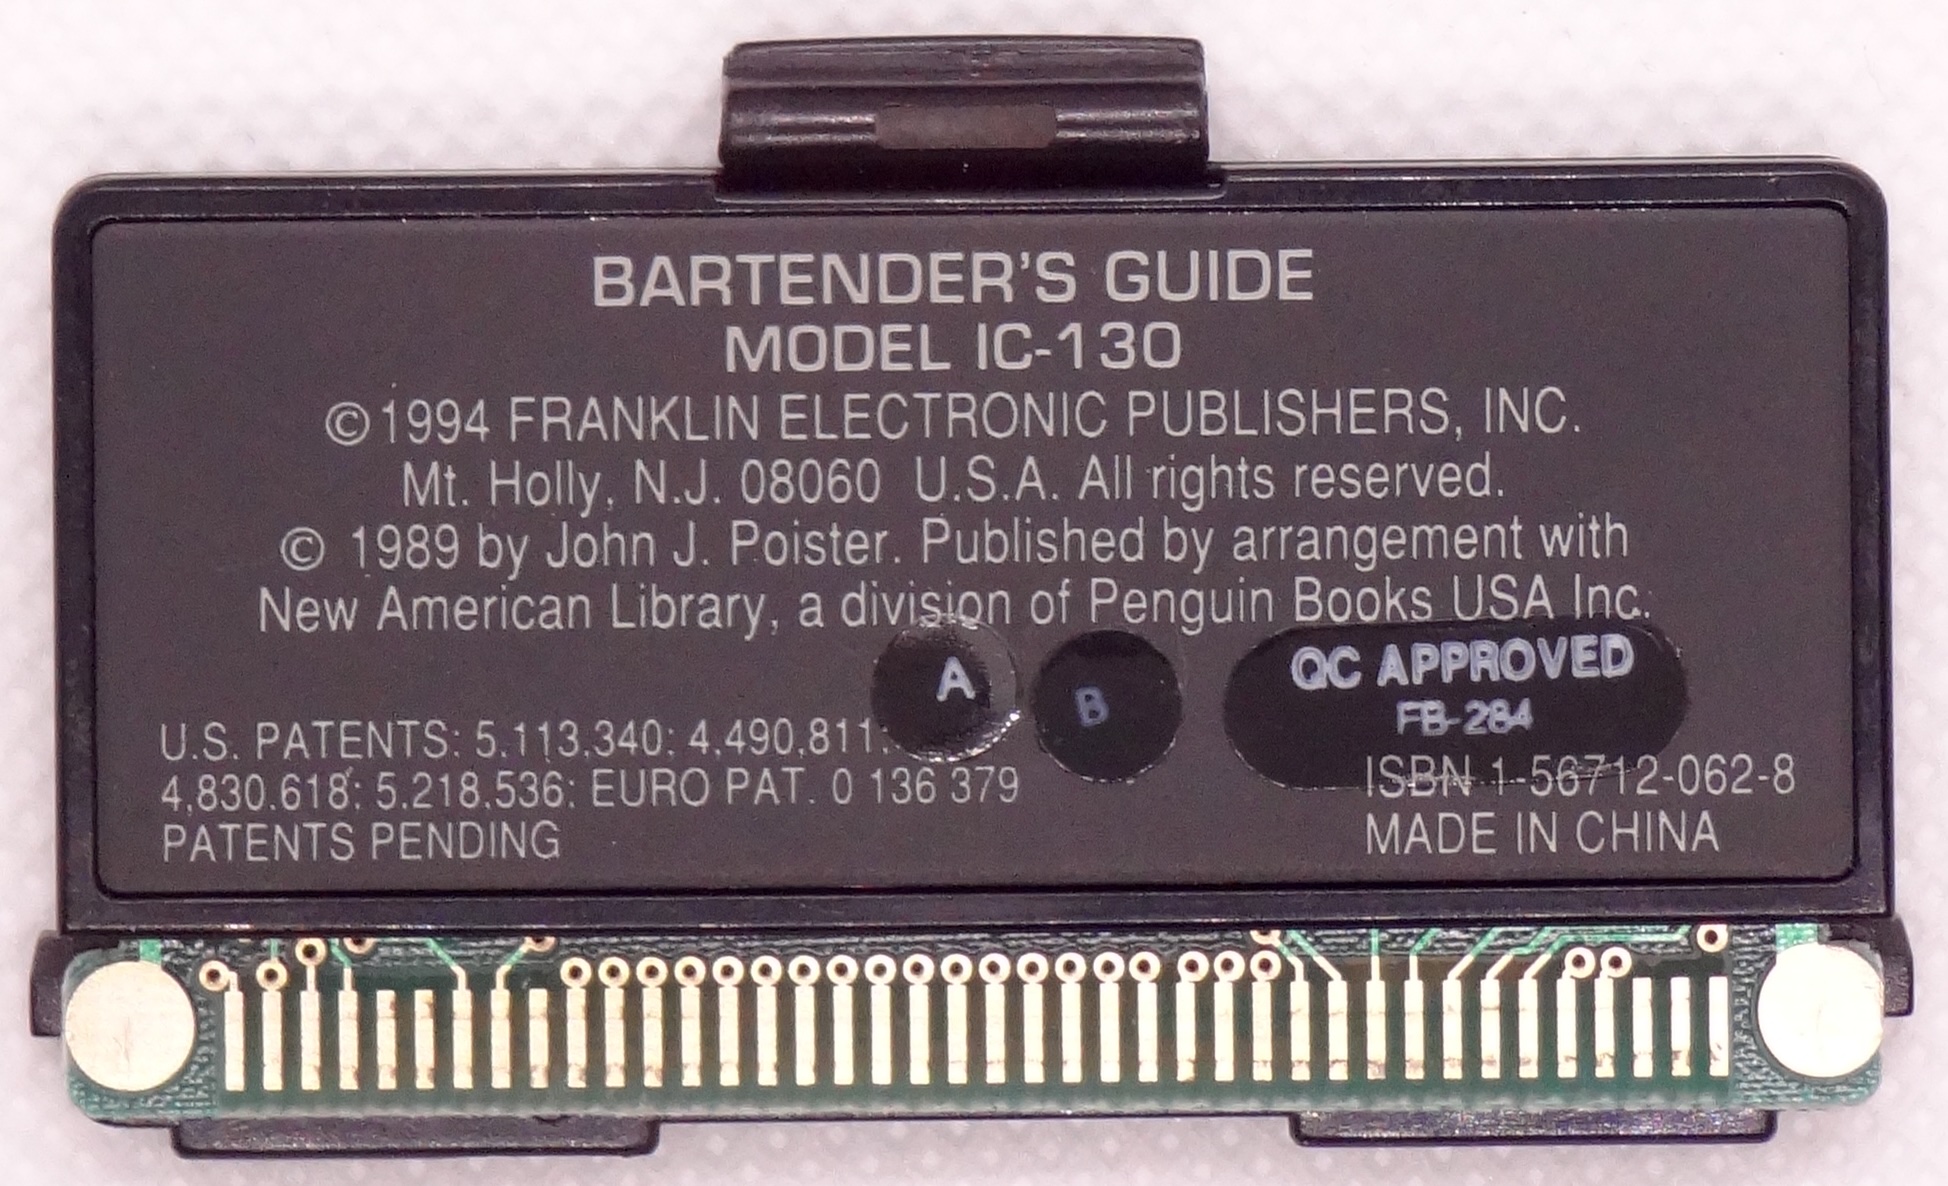 BARTENDER'S GUIDE
MODEL IC-130
©1994 FRANKLIN ELECTRONIC PUBLISHERS, INC.
Mt. Holly, N.J. 08060 U.S.A. All rights reserved.
© 1989 by John J. Poister. Published by arrangement with
New American Library, a division of Penguin Books USA Inc.
A
B
QC APPROVED
FB-284
U.S. PATENTS: 5,113,340; 4,490,811;
4,830,618; 5,218,536; EURO PAT. 0 136 379
PATENTS PENDING
ISBN 1-56712-062-8
MADE IN CHINA